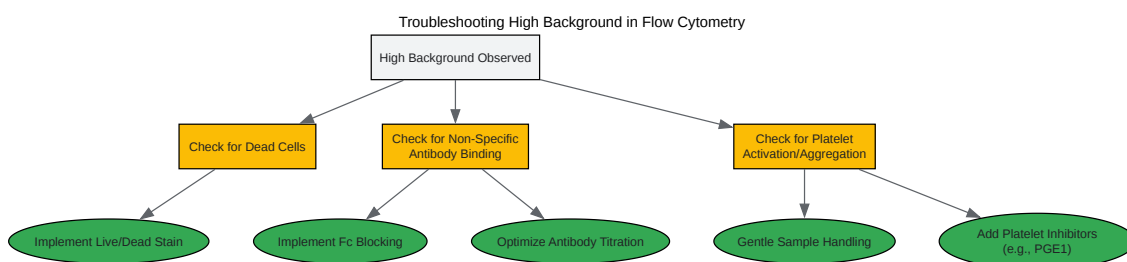 Troubleshooting High Background in Flow Cytometry
High Background Observed
Check for Dead Cells
Check for Non-Specific
Antibody Binding
Check for Platelet
Activation/Aggregation
Implement Live/Dead Stain
Implement Fc Blocking
Optimize Antibody Titration
Gentle Sample Handling
Add Platelet Inhibitors
(e.g., PGE1)